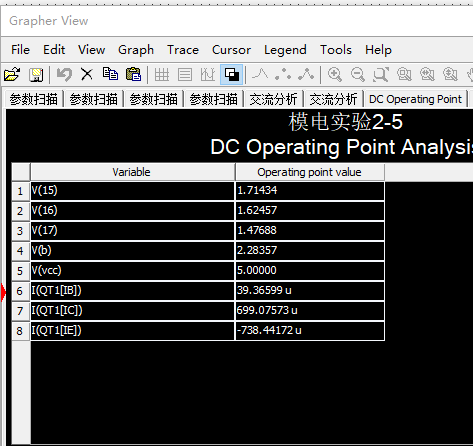 Grapher View
File Edit View Graph Trace Cursor Legend Tools Help
参数扫描 参数扫描 参数扫描 参数扫描 交流分析 交流分析 DC Operating Point
模电实验2-5
DC Operating Point Analysis
Variable Operating point value
1 V(15) 1.71434
2 V(16) 1.62457
3 V(17) 1.47688
4 V(b) 2.28357
5 V(vcc) 5.00000
6 I(QT1[IB]) 39.36599 u
7 I(QT1[IC]) 699.07573 u
8 I(QT1[IE]) -738.44172 u